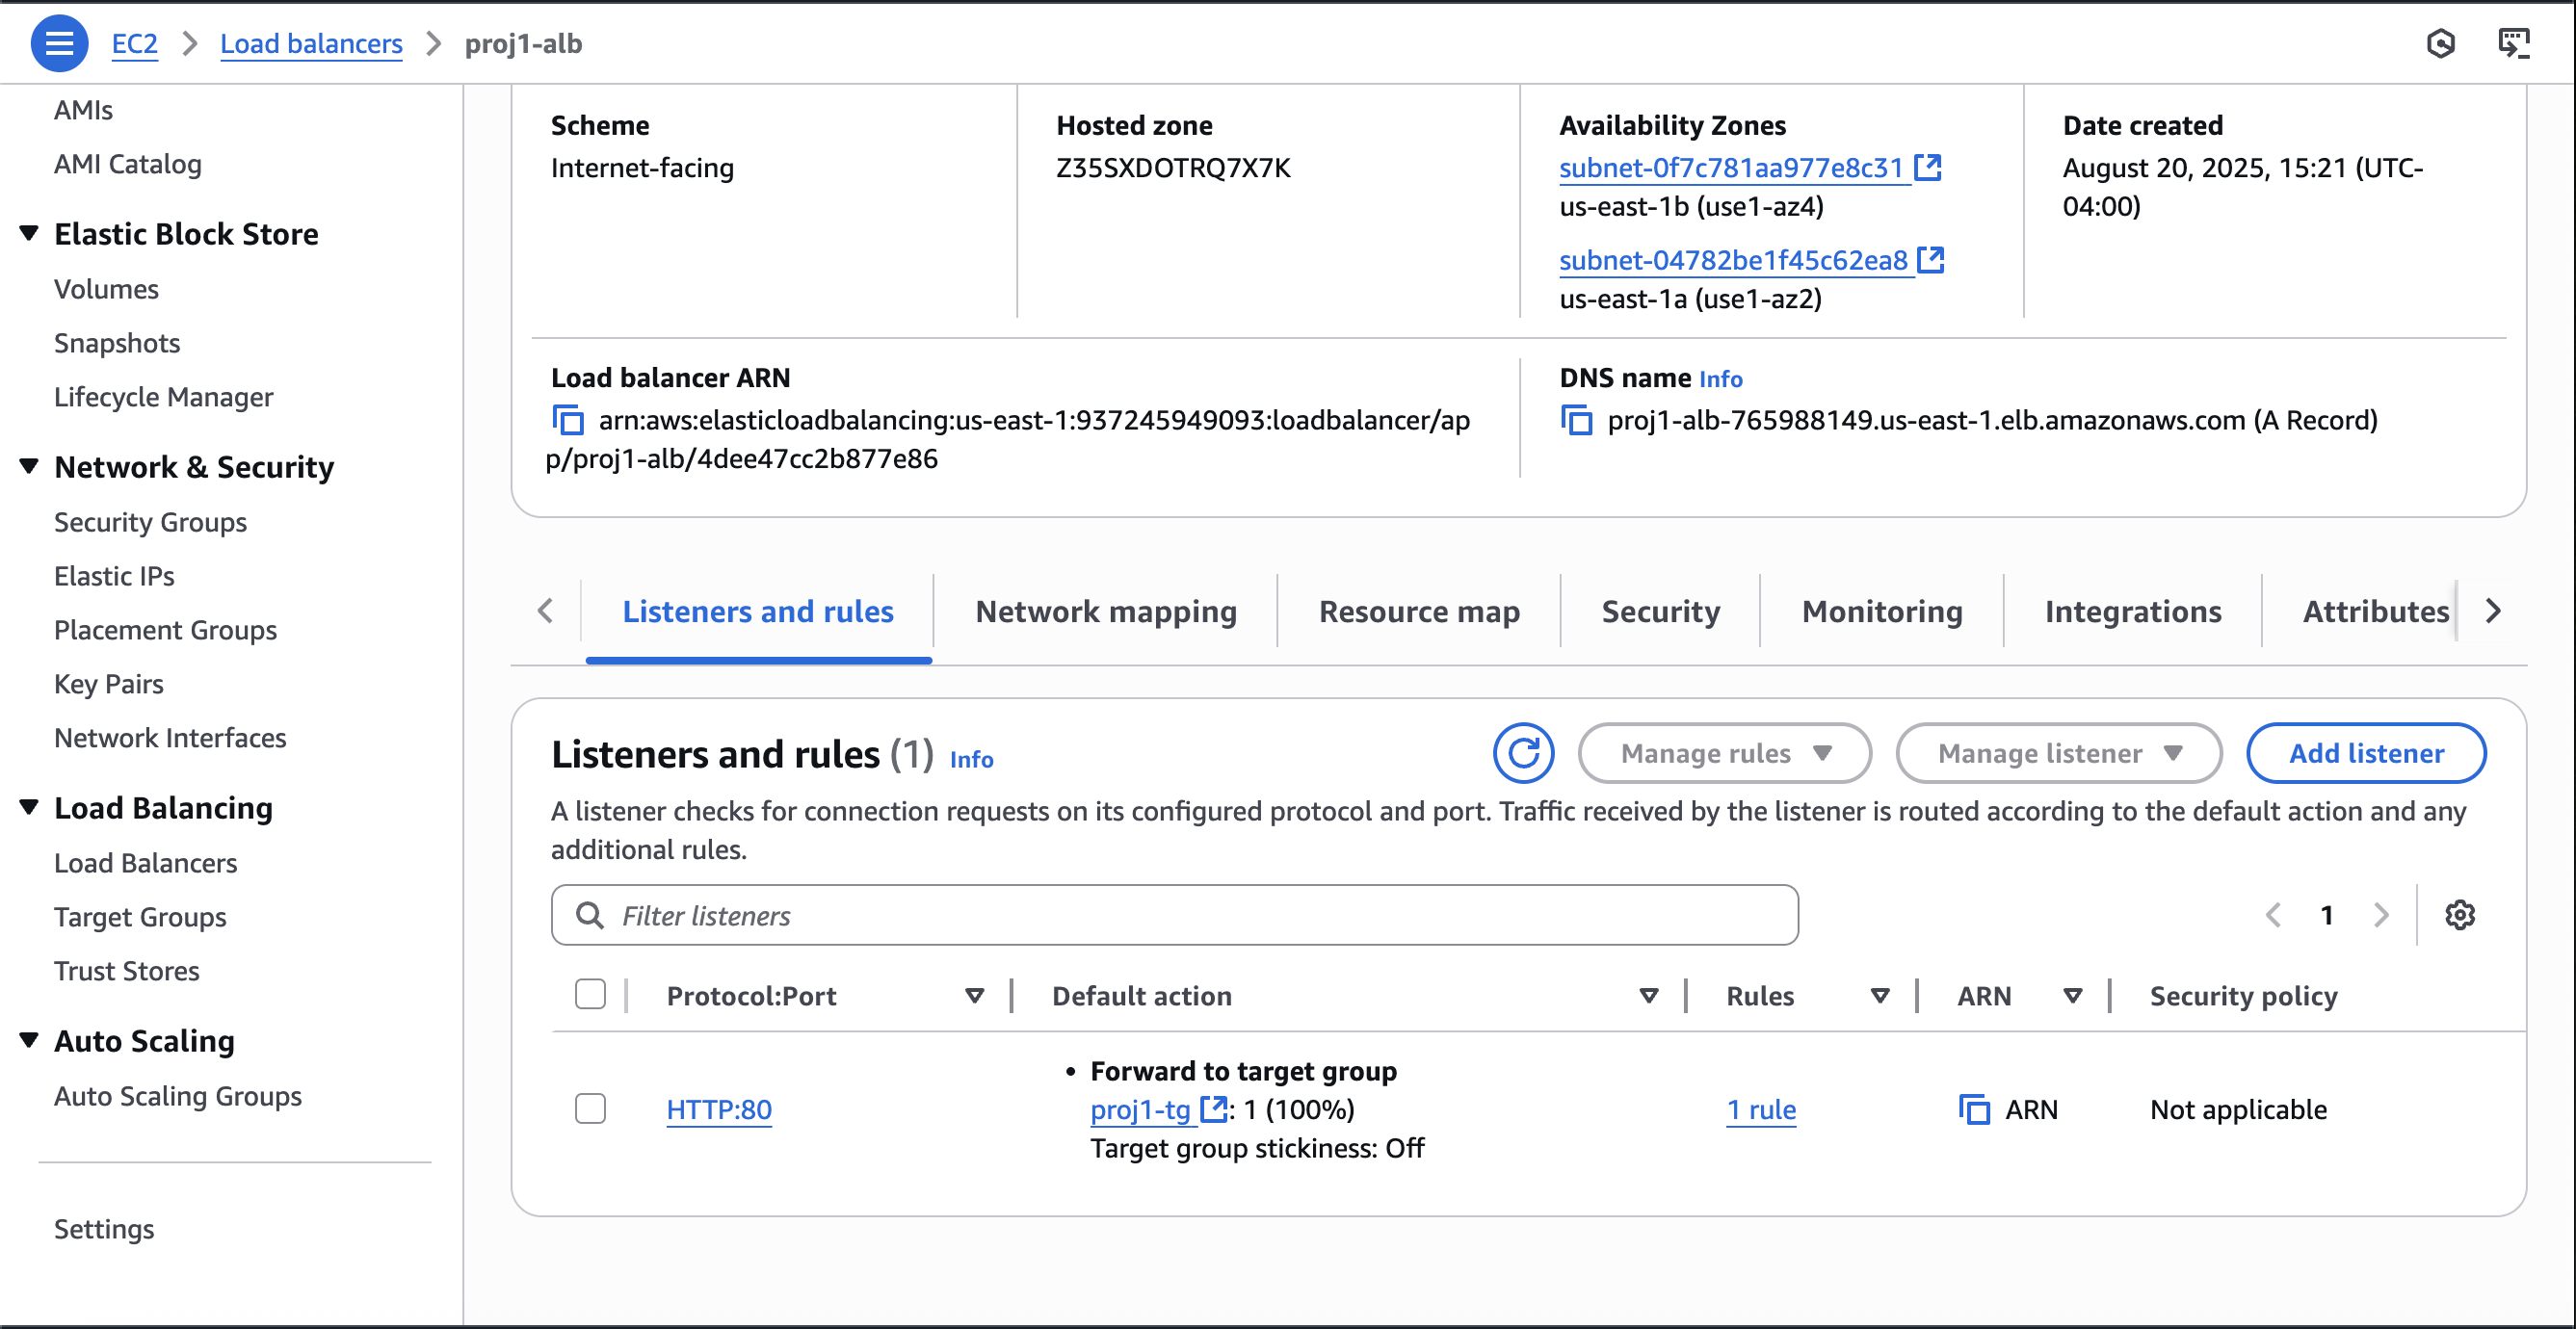 EC2 > Load balancers > proj1-alb
AMIs
AMI Catalog
Elastic Block Store
Volumes
Snapshots
Lifecycle Manager
Network & Security
Security Groups
Elastic IPs
Placement Groups
Key Pairs
Network Interfaces
Load Balancing
Load Balancers
Target Groups
Trust Stores
Auto Scaling
Auto Scaling Groups
Settings
Scheme
Internet-facing
Hosted zone
Z35SXDOTRQ7X7K
Availability Zones
subnet-0f7c781aa977e8c31
us-east-1b (use1-az4)
subnet-04782be1f45c62ea8
us-east-1a (use1-az2)
Date created
August 20, 2025, 15:21 (UTC-
04:00)
Load balancer ARN
arn:aws:elasticloadbalancing:us-east-1:937245949093:loadbalancer/ap
p/proj1-alb/4dee47cc2b877e86
DNS name Info
proj1-alb-765988149.us-east-1.elb.amazonaws.com (A Record)
Listeners and rules
Network mapping
Resource map
Security
Monitoring
Integrations
Attributes
Listeners and rules (1) Info
Manage rules
Manage listener
Add listener
A listener checks for connection requests on its configured protocol and port. Traffic received by the listener is routed according to the default action and any
additional rules.
Filter listeners
1
Protocol:Port
Default action
Rules
ARN
Security policy
HTTP:80
• Forward to target group
proj1-tg : 1 (100%)
Target group stickiness: Off
1 rule
ARN
Not applicable